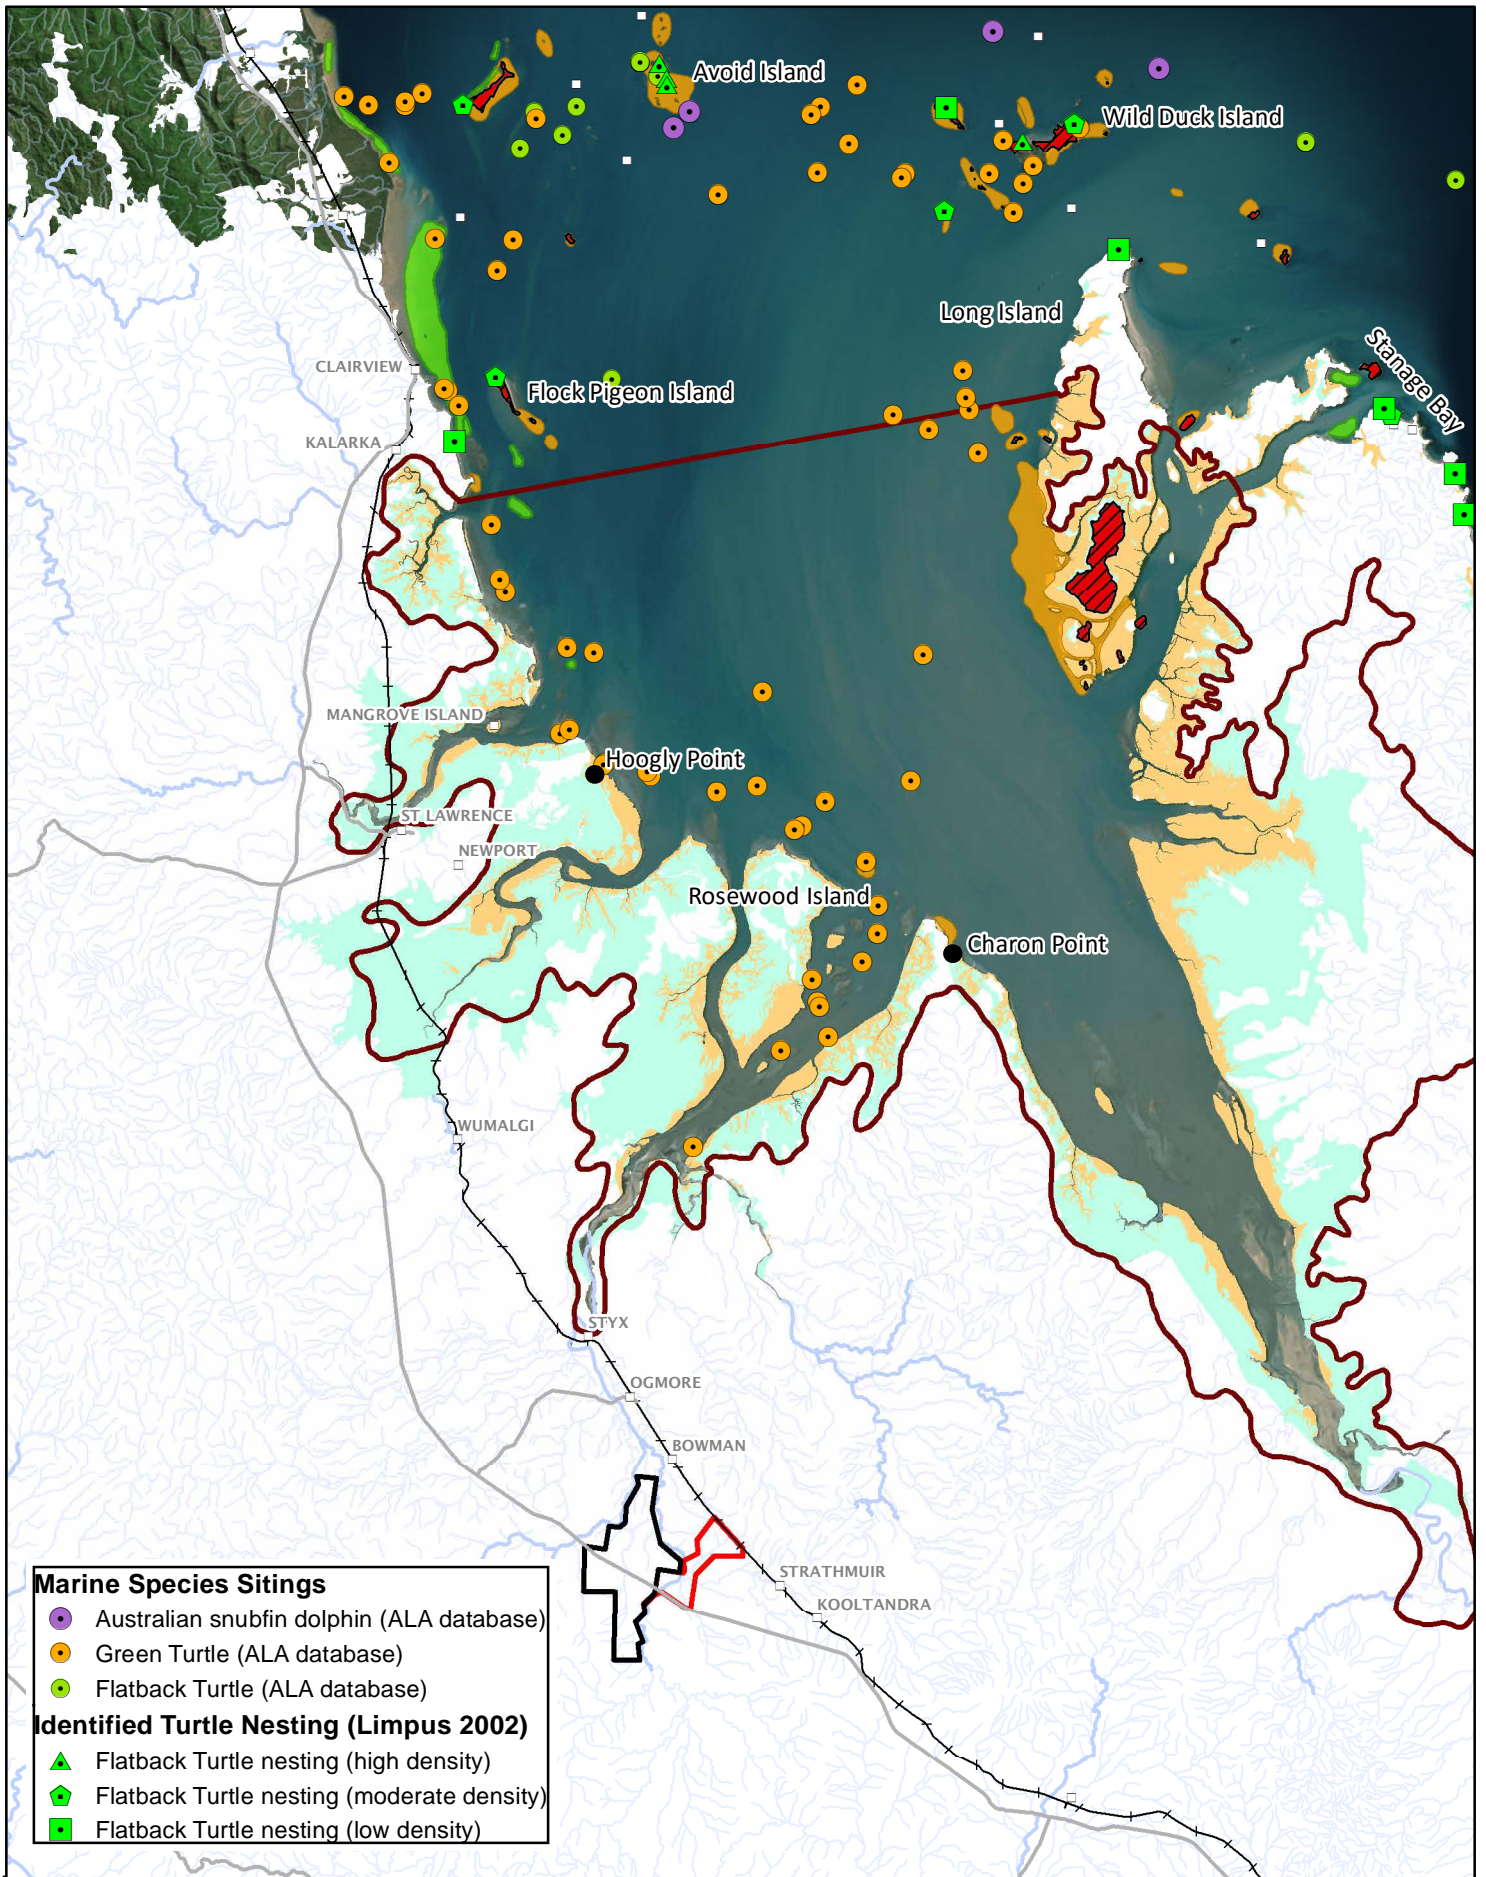 Avoid Island
Wild Duck Island
Long Island
Stanage Bay
CLAIRVIEW
Flock Pigeon Island
KALARKA
MANGROVE ISLAND
Hoogly Point
ST LAWRENCE
NEWPORT
Rosewood Island
Charon Point
WUMALGI
STYX
OGMORE
BOWMAN
STRATHMUIR
KOOLTANDRA
Marine Species Sitings
Australian snubfin dolphin (ALA database)
Green Turtle (ALA database)
Flatback Turtle (ALA database)
Identified Turtle Nesting (Limpus 2002)
Flatback Turtle nesting (high density)
Flatback Turtle nesting (moderate density)
Flatback Turtle nesting (low density)